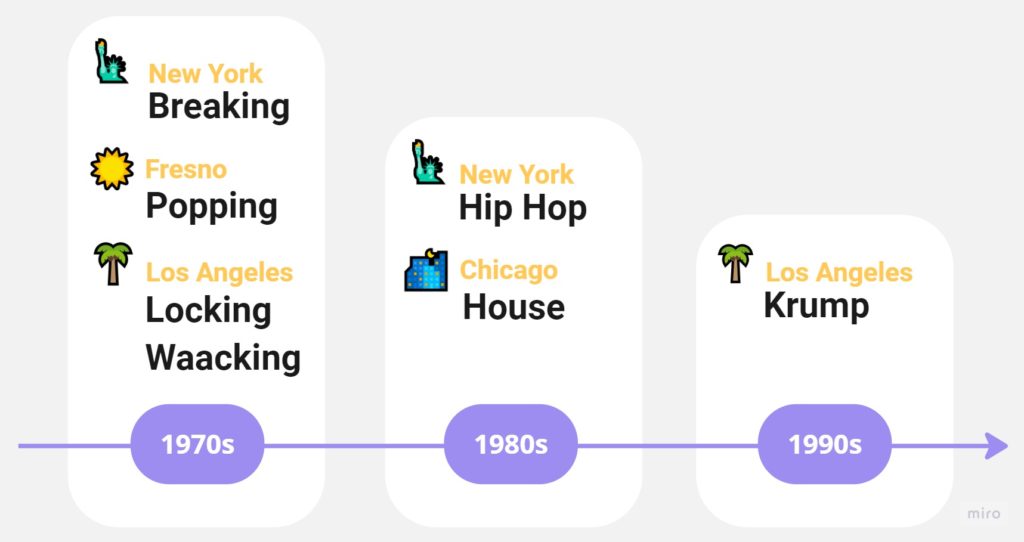 New York
Breaking
Fresno
Popping
Los Angeles
Locking
Waacking
1970s
New York
Hip Hop
Chicago
House
1980s
Los Angeles
Krump
1990s
miro